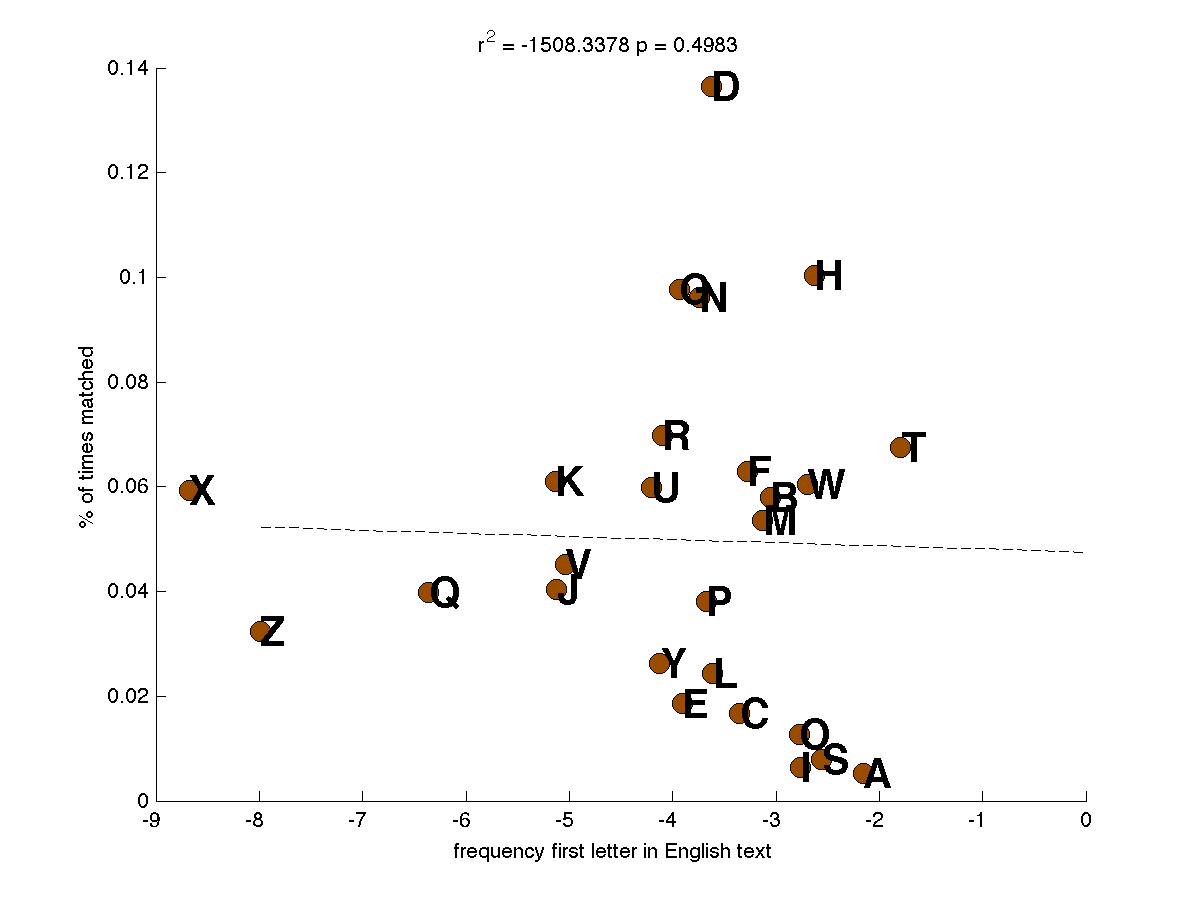 r² = -1508.3378 p = 0.4983
0.14
D
0.12
0.1
H
G N
0.08
R
T
F
K
W
0.06
X
U
B
M
V
0.04
Q
J
P
Z
Y
L
0.02
E
C
O
S
I
A
0
-9 -8 -7 -6 -5 -4 -3 -2 -1 0
frequency first letter in English text
% of times matched